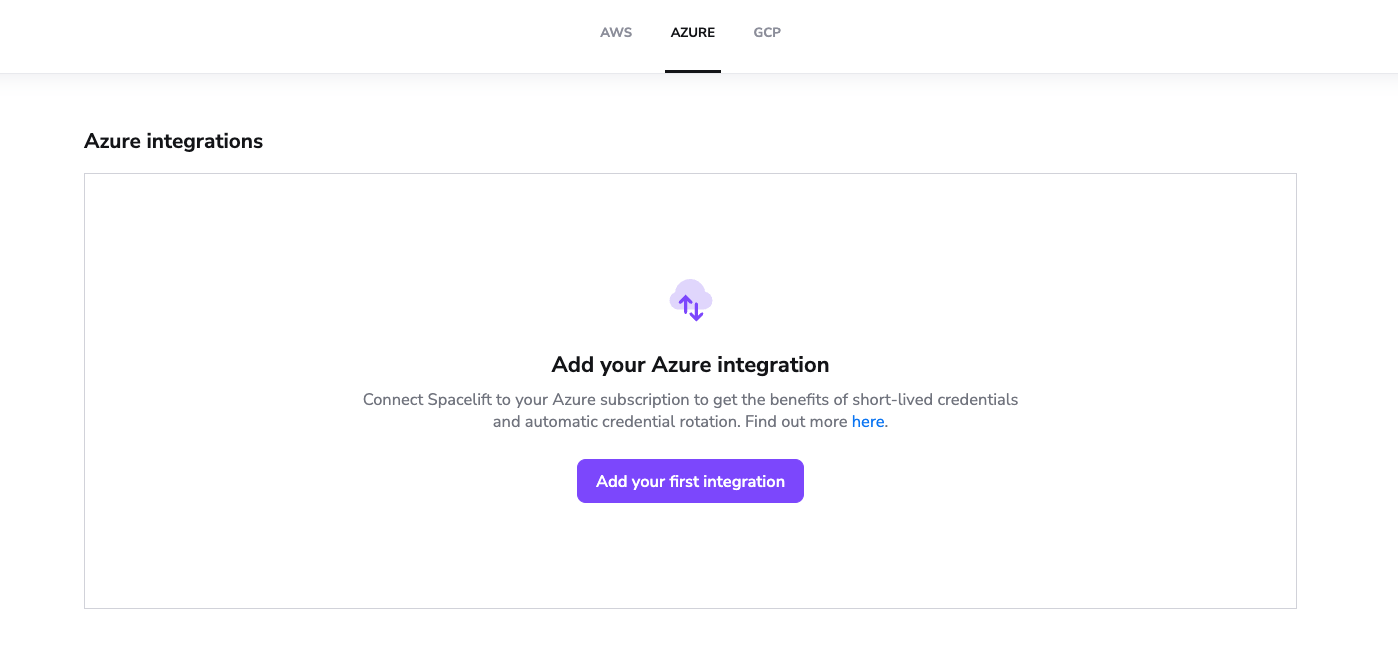 AWS AZURE GCP
Azure integrations
Add your Azure integration
Connect Spacelift to your Azure subscription to get the benefits of short-lived credentials
and automatic credential rotation. Find out more here.
Add your first integration